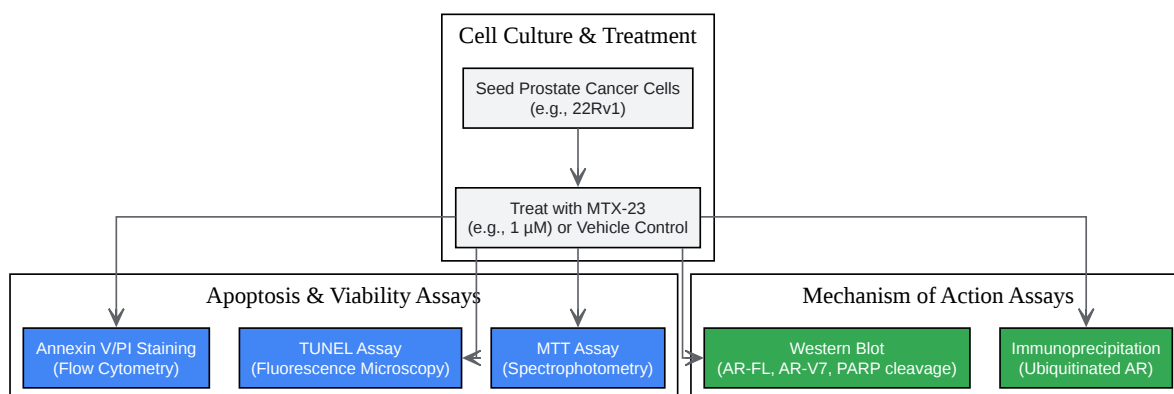 Cell Culture & Treatment
Seed Prostate Cancer Cells
(e.g., 22Rv1)
Treat with MTX-23
(e.g., 1 µM) or Vehicle Control
Apoptosis & Viability Assays
Annexin V/PI Staining
(Flow Cytometry)
TUNEL Assay
(Fluorescence Microscopy)
MTT Assay
(Spectrophotometry)
Mechanism of Action Assays
Western Blot
(AR-FL, AR-V7, PARP cleavage)
Immunoprecipitation
(Ubiquitinated AR)